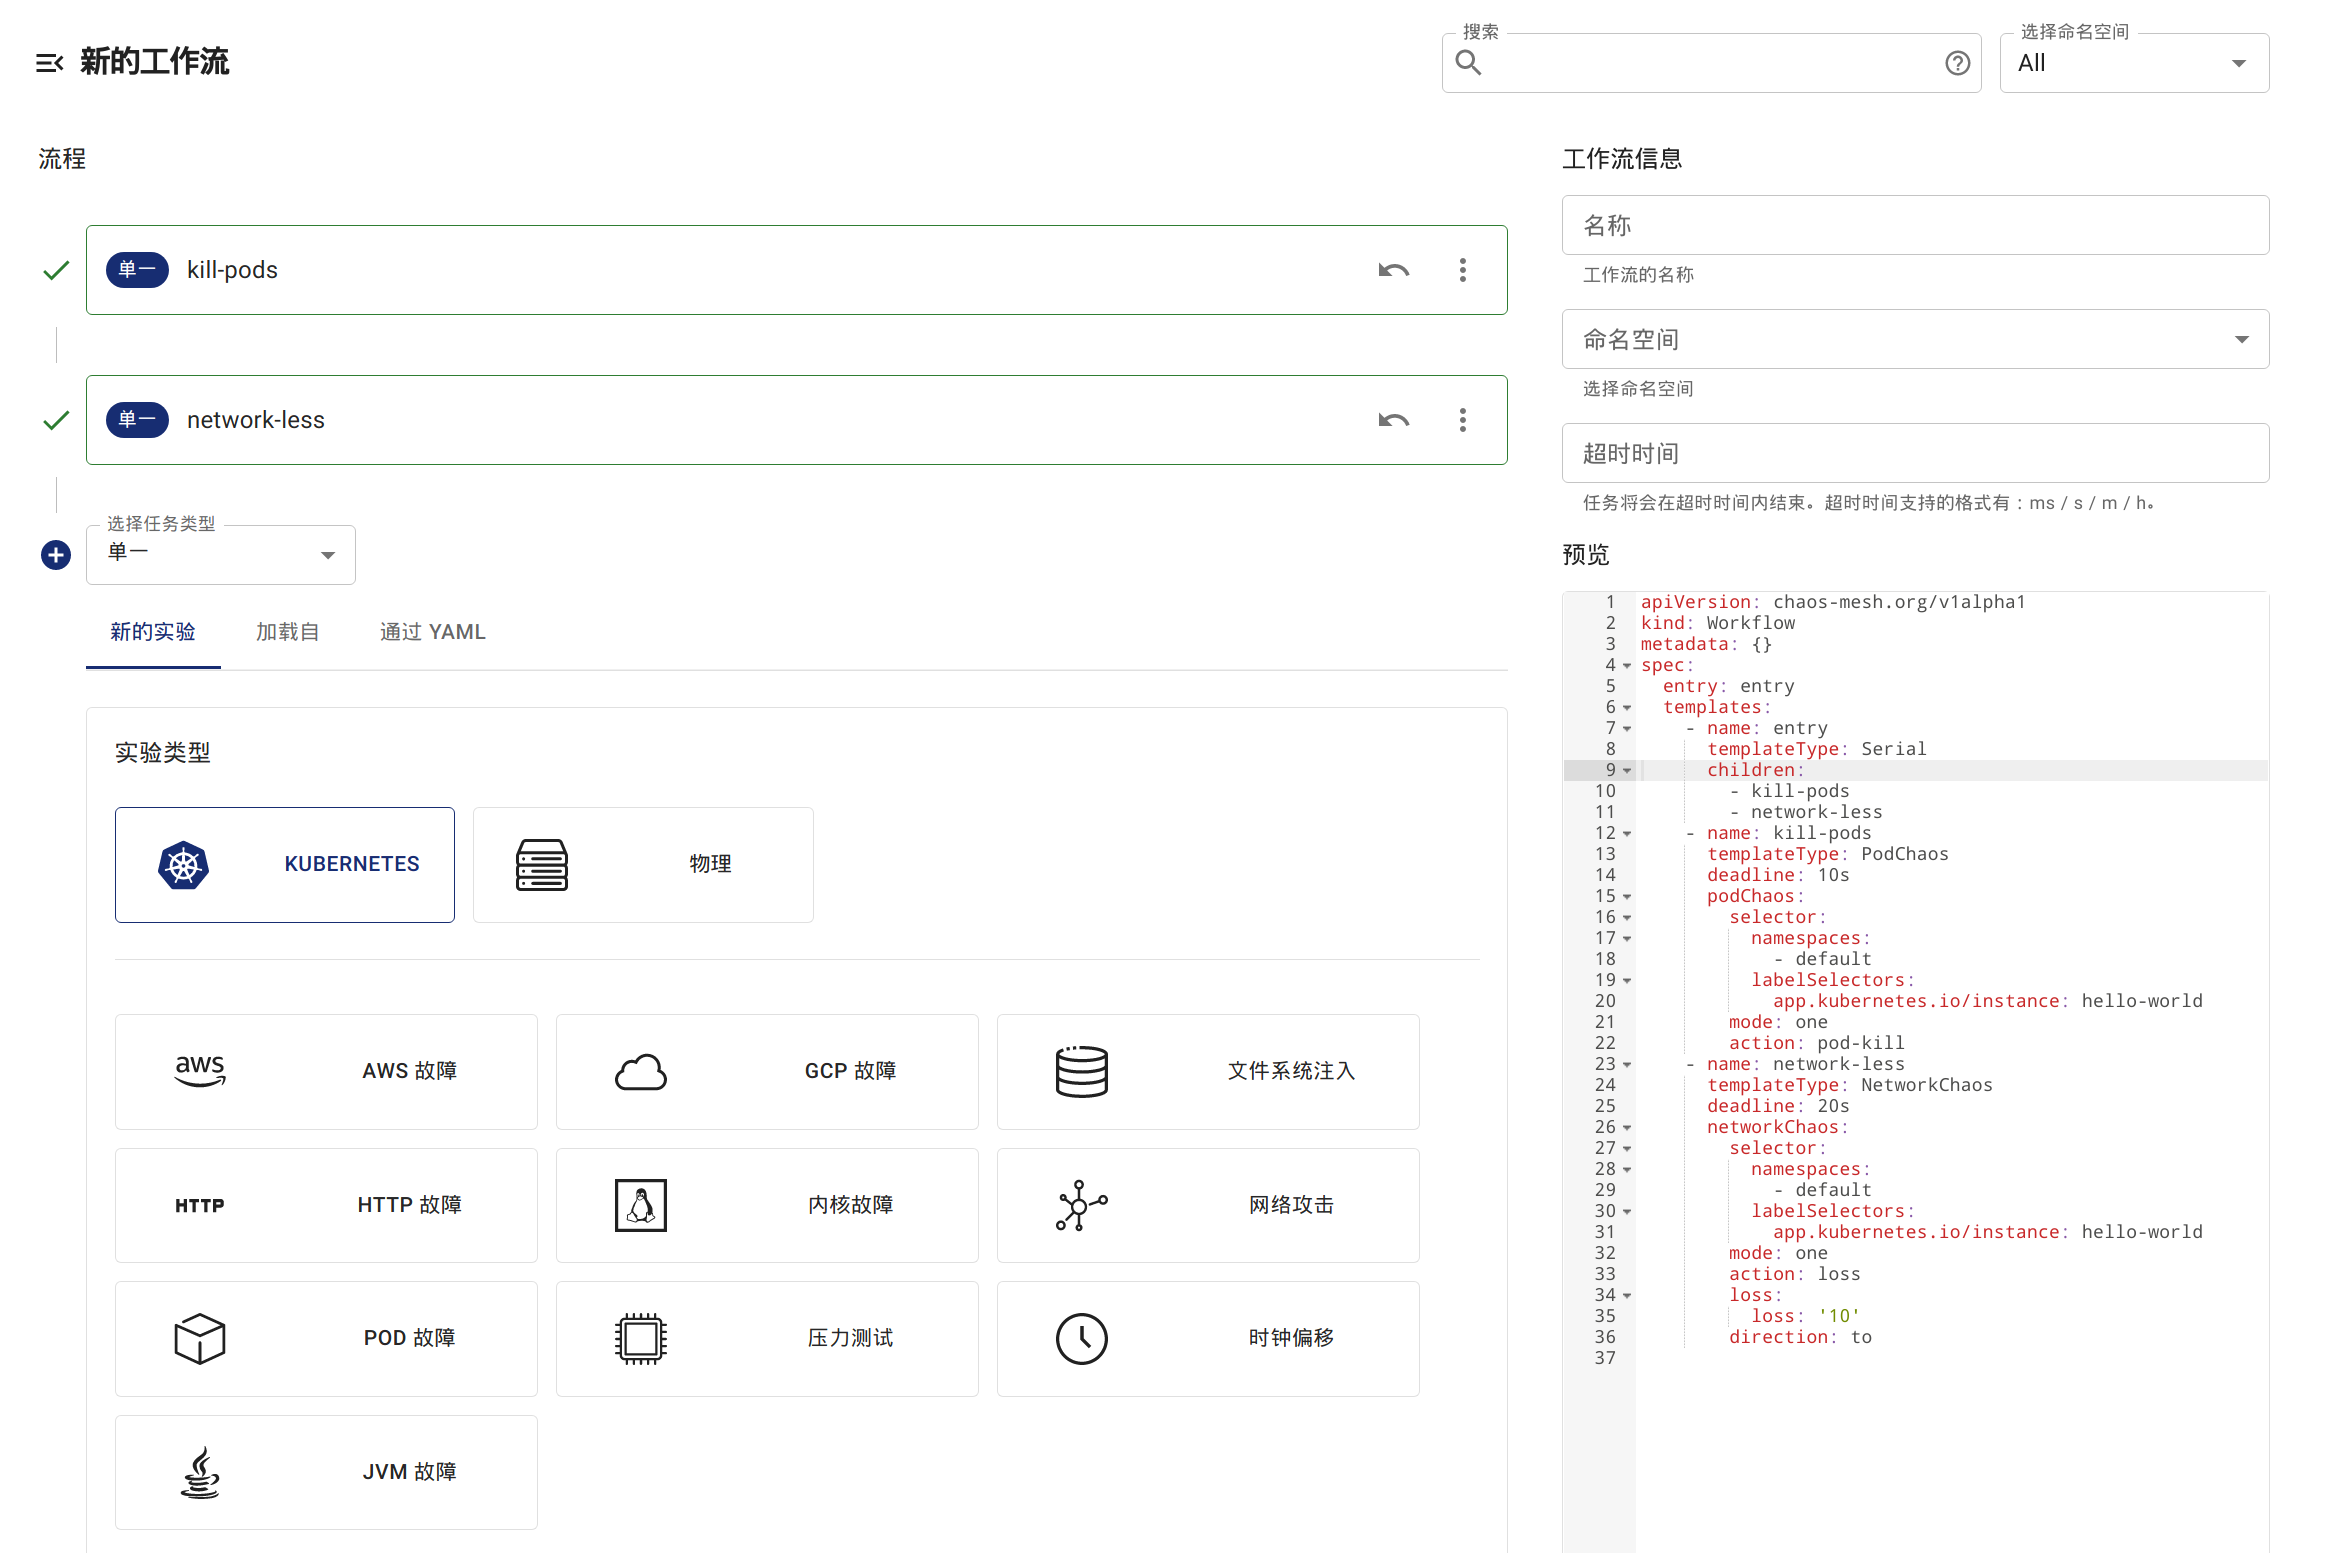 新的工作流
搜索
选择命名空间
All
流程
单一 kill-pods
单一 network-less
选择任务类型
单一
新的实验 加载自 通过 YAML
实验类型
KUBERNETES 物理
aws AWS 故障 GCP 故障 文件系统注入
HTTP HTTP 故障 内核故障 网络攻击
POD 故障 压力测试 时钟偏移
JVM 故障
工作流信息
名称
工作流的名称
命名空间
选择命名空间
超时时间
任务将会在超时时间内结束。超时时间支持的格式有：ms / s / m / h。
预览
1 apiVersion: chaos-mesh.org/v1alpha1
2 kind: Workflow
3 metadata: {}
4 spec:
5   entry: entry
6   templates:
7     - name: entry
8       templateType: Serial
9       children:
10         - kill-pods
11         - network-less
12     - name: kill-pods
13       templateType: PodChaos
14       deadline: 10s
15       podChaos:
16         selector:
17           namespaces:
18             - default
19           labelSelectors:
20             app.kubernetes.io/instance: hello-world
21         mode: one
22         action: pod-kill
23     - name: network-less
24       templateType: NetworkChaos
25       deadline: 20s
26       networkChaos:
27         selector:
28           namespaces:
29             - default
30           labelSelectors:
31             app.kubernetes.io/instance: hello-world
32         mode: one
33         action: loss
34         loss:
35           loss: '10'
36         direction: to
37